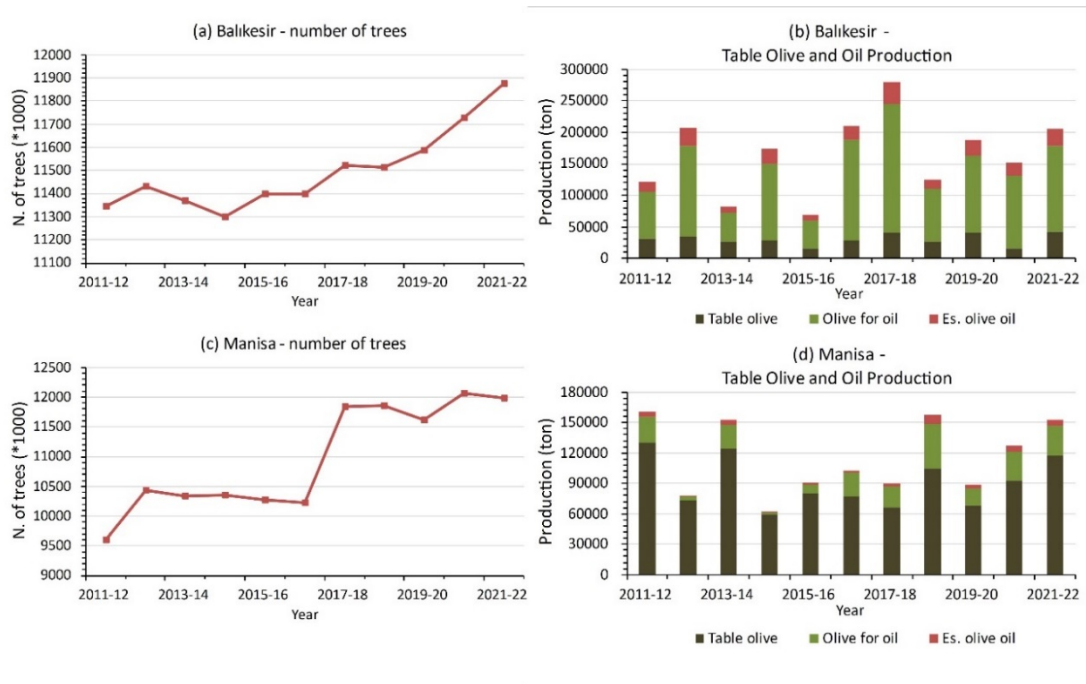 (a) Balıkesir - number of trees
N. of trees (*1000)
12000
11900
11800
11700
11600
11500
11400
11300
11200
11100
2011-12 2013-14 2015-16 2017-18 2019-20 2021-22
Year
(b) Balıkesir -
Table Olive and Oil Production
Production (ton)
300000
250000
200000
150000
100000
50000
0
2011-12 2013-14 2015-16 2017-18 2019-20 2021-22
Year
Table olive Olive for oil Es. olive oil
(c) Manisa - number of trees
N. of trees (*1000)
12500
12000
11500
11000
10500
10000
9500
9000
2011-12 2013-14 2015-16 2017-18 2019-20 2021-22
Year
(d) Manisa -
Table Olive and Oil Production
Production (ton)
180000
150000
120000
90000
60000
30000
0
2011-12 2013-14 2015-16 2017-18 2019-20 2021-22
Year
Table olive Olive for oil Es. olive oil